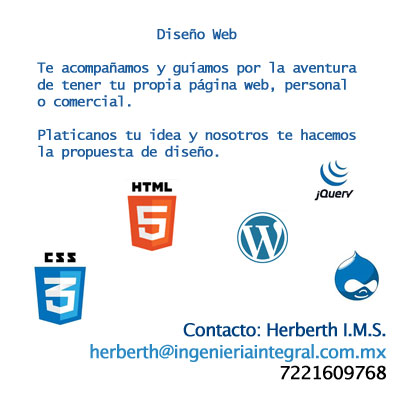 Diseño Web
Te acompañamos y guíamos por la aventura
de tener tu propia página web, personal
o comercial.
Platicanos tu idea y nosotros te hacemos
la propuesta de diseño.
jQuery
HTML
5
W
CSS
3
Contacto: Herberth I.M.S.
herberth@ingenieriaintegral.com.mx
7221609768